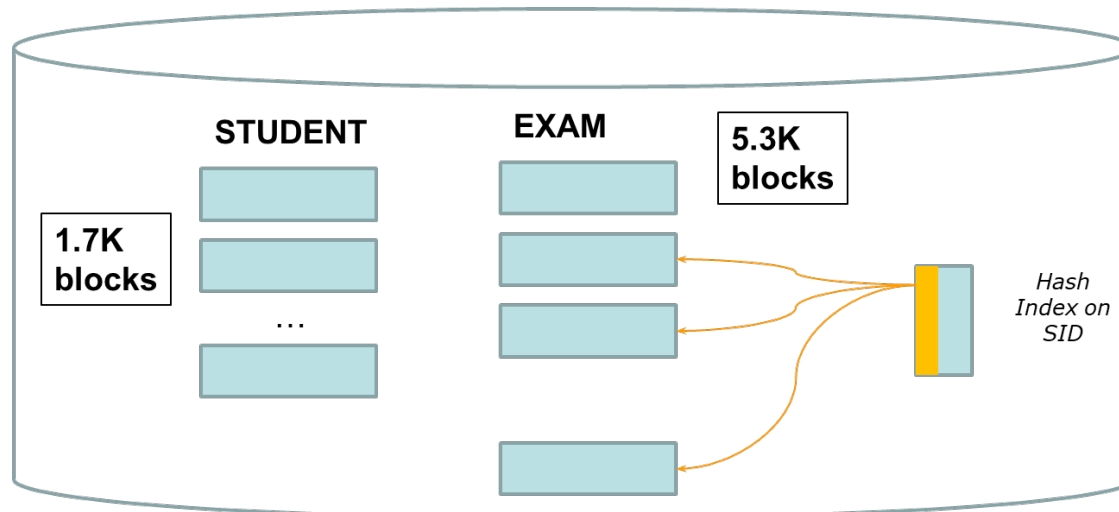 STUDENT
EXAM
5.3K
blocks
1.7K
blocks
...
Hash
Index on
SID